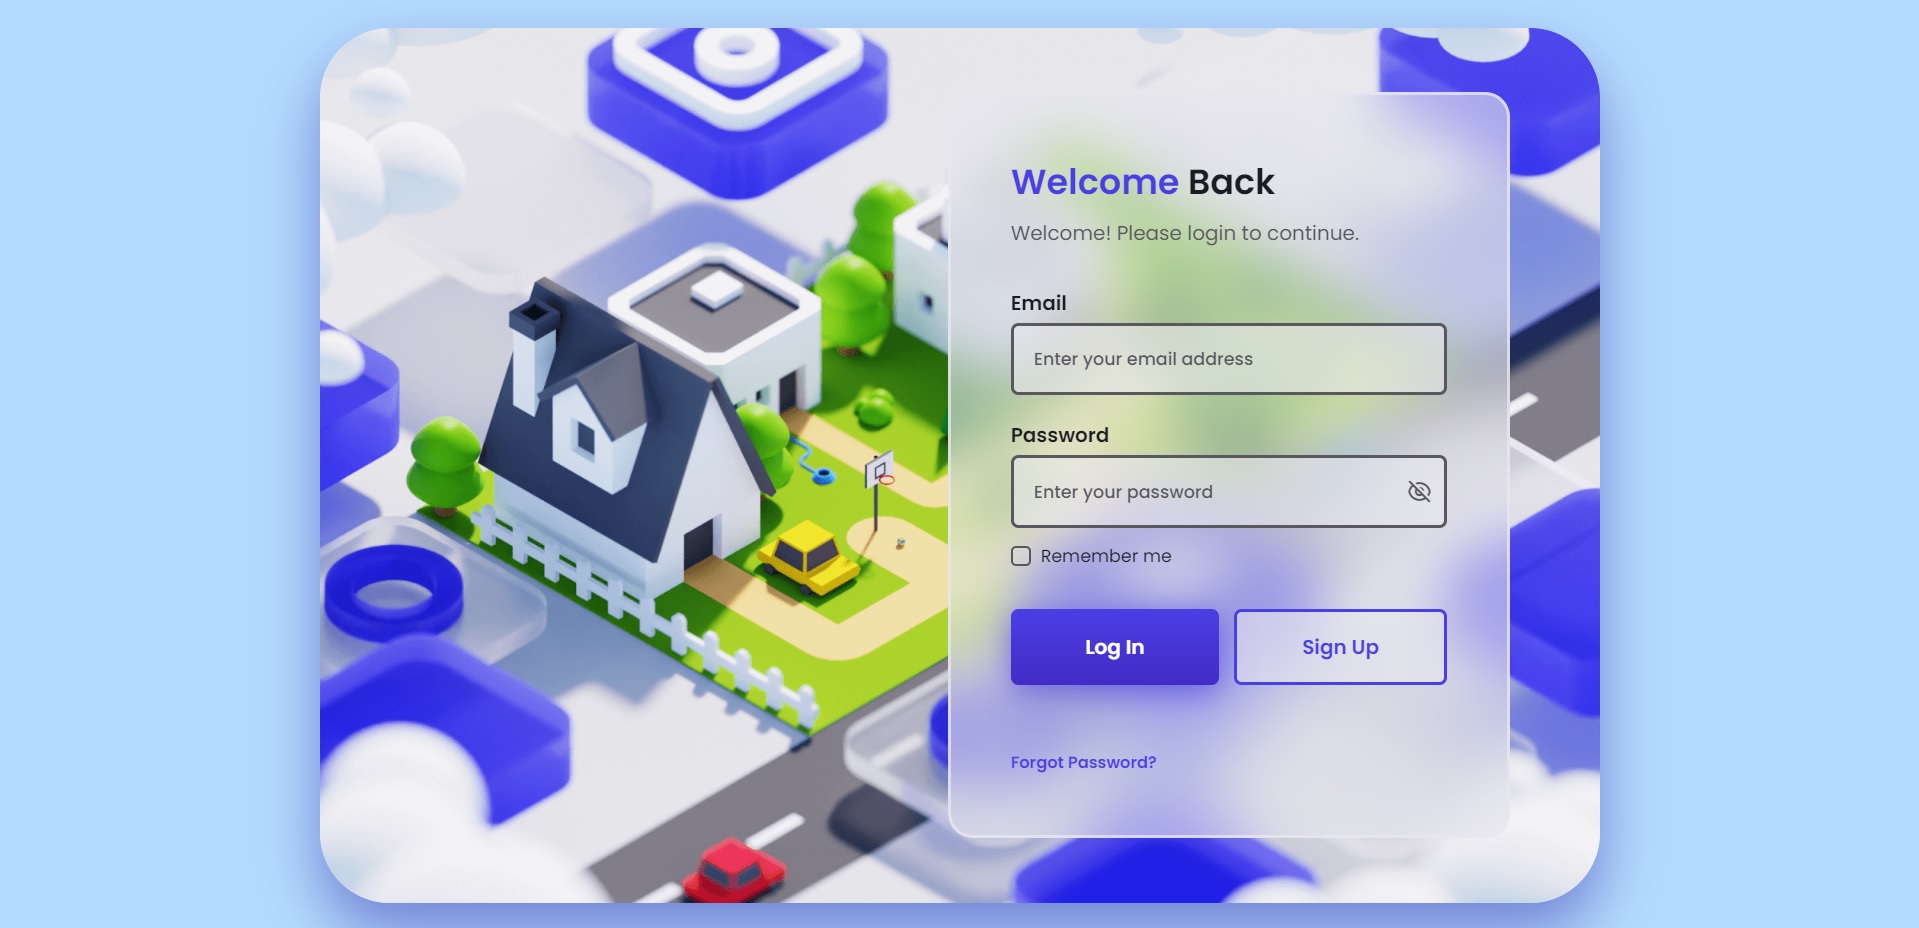 Welcome Back
Welcome! Please login to continue.
Email
Enter your email address
Password
Enter your password
Remember me
Log In
Sign Up
Forgot Password?